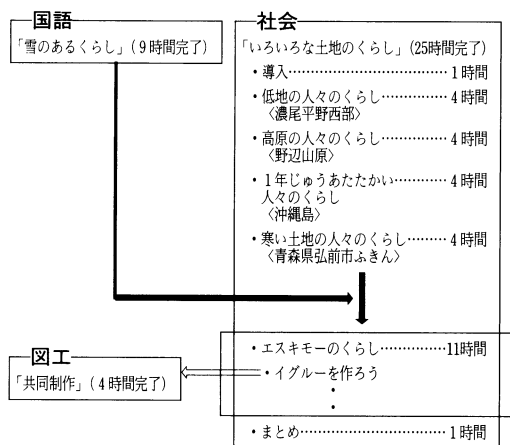 国語
「雪のあるくらし」(9時間完了)
社会
「いろいろな土地のくらし」(25時間完了)
・導入……………………………1時間
・低地の人々のくらし…………4時間
〈濃尾平野西部〉
・高原の人々のくらし…………4時間
〈野辺山原〉
・1年じゅうあたたかい………4時間
人々のくらし
〈沖縄島〉
・寒い土地の人々のくらし………4時間
〈青森県弘前市ふきん〉
・エスキモーのくらし……………11時間
・イグルーを作ろう
・
・
図工
「共同制作」(4時間完了)
・まとめ…………………………1時間